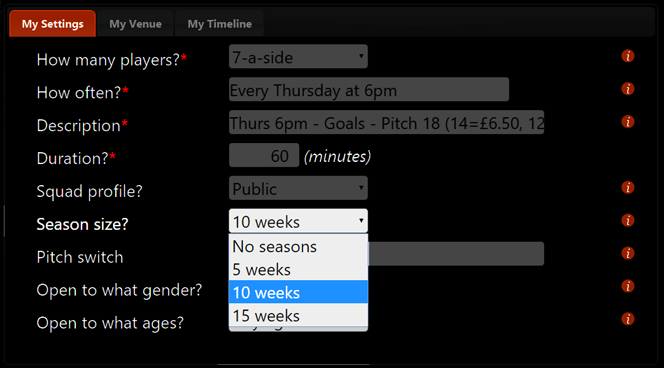 My Settings My Venue My Timeline
How many players?* 7-a-side i
How often?* Every Thursday at 6pm i
Description* Thurs 6pm - Goals - Pitch 18 (14=£6.50, 12 i
Duration?* 60 (minutes)
Squad profile? Public i
Season size? 10 weeks i
No seasons
Pitch switch i
5 weeks
Open to what gender? 10 weeks i
15 weeks
Open to what ages? i